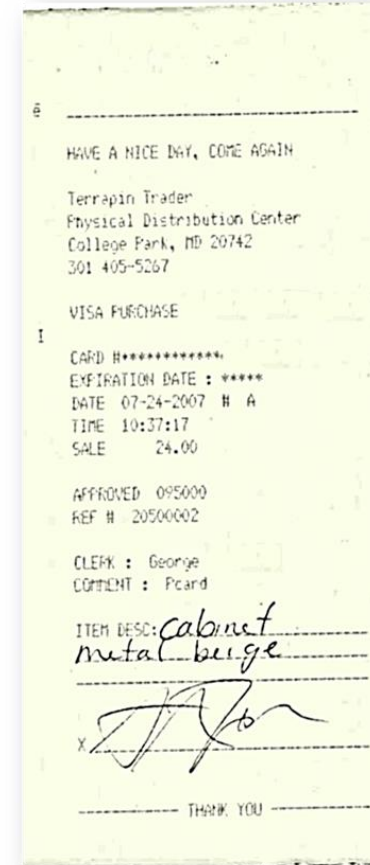 HAVE A NICE DAY, COME AGAIN
Terrapin Trader
Physical Distribution Center
College Park, MD 20742
301 405-5267
VISA PURCHASE
CARD #************
EXPIRATION DATE : *****
DATE 07-24-2007 # A
TIME 10:37:17
SALE 24.00
APPROVED 095000
REF # 20500002
CLERK : George
COMMENT : Pcard
ITEM DESC: cabinet
metal beige
X
THANK YOU